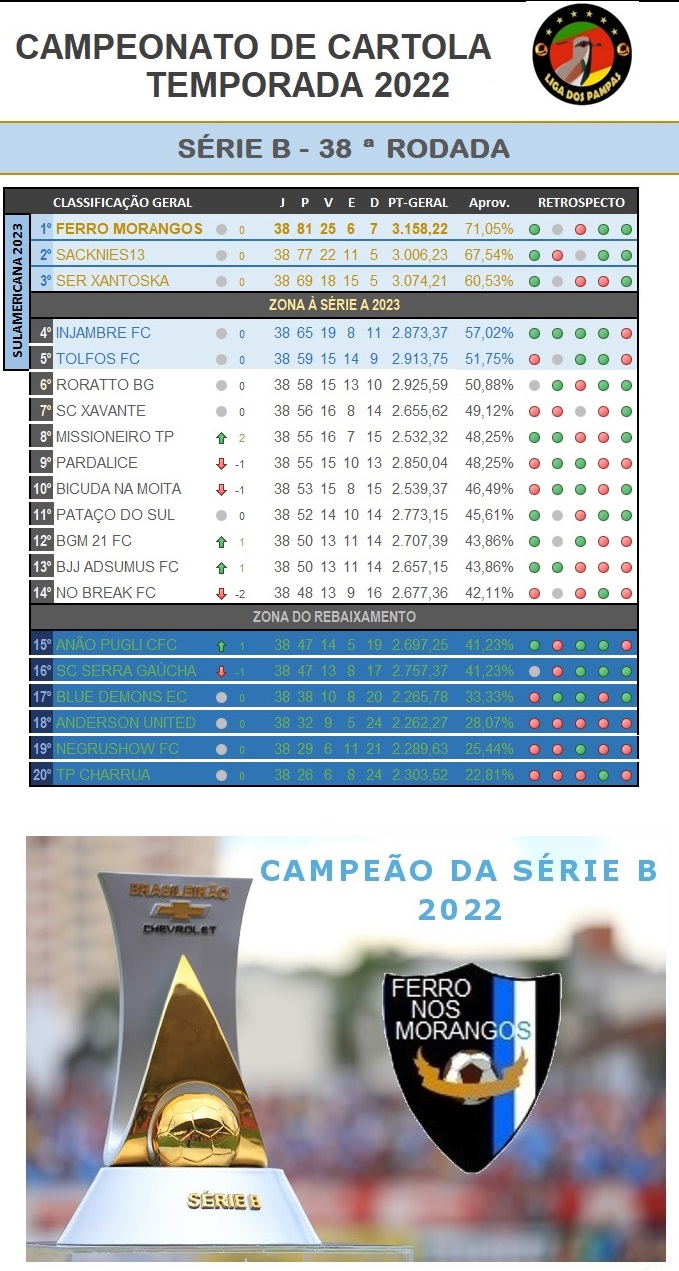 CAMPEONATO DE CARTOLA
TEMPORADA 2022
LIGA DOS PAMPAS
SÉRIE B - 38 ª RODADA
CLASSIFICAÇÃO GERAL J P V E D PT-GERAL Aprov. RETROSPECTO
SULAMERICANA 2023
1º FERRO MORANGOS 0 38 81 25 6 7 3.158,22 71,05%
2º SACKNIES13 0 38 77 22 11 5 3.006,23 67,54%
3º SER XANTOSKA 0 38 69 18 15 5 3.074,21 60,53%
ZONA À SÉRIE A 2023
4º INJAMBRE FC 0 38 65 19 8 11 2.873,37 57,02%
5º TOLFOS FC 0 38 59 15 14 9 2.913,75 51,75%
6º RORATTO BG 0 38 58 15 13 10 2.925,59 50,88%
7º SC XAVANTE 0 38 56 16 8 14 2.655,62 49,12%
8º MISSIONEIRO TP 2 38 55 16 7 15 2.532,32 48,25%
9º PARDALICE -1 38 55 15 10 13 2.850,04 48,25%
10º BICUDA NA MOITA -1 38 53 15 8 15 2.539,37 46,49%
11º PATAÇO DO SUL 0 38 52 14 10 14 2.773,15 45,61%
12º BGM 21 FC 1 38 50 13 11 14 2.707,39 43,86%
13º BJJ ADSUMUS FC 1 38 50 13 11 14 2.657,15 43,86%
14º NO BREAK FC -2 38 48 13 9 16 2.677,36 42,11%
ZONA DO REBAIXAMENTO
15º ANÃO PUGLI CFC 1 38 47 14 5 19 2.697,25 41,23%
16º SC SERRA GAÚCHA -1 38 47 13 8 17 2.757,37 41,23%
17º BLUE DEMONS EC 0 38 38 10 8 20 2.265,78 33,33%
18º ANDERSON UNITED 0 38 32 9 5 24 2.262,27 28,07%
19º NEGRUSHOW FC 0 38 29 6 11 21 2.289,63 25,44%
20º TP CHARRUA 0 38 26 6 8 24 2.303,52 22,81%
CAMPEÃO DA SÉRIE B
2022
BRASILEIRÃO
CHEVROLET
FERRO
NOS
MORANGOS
SÉRIE B